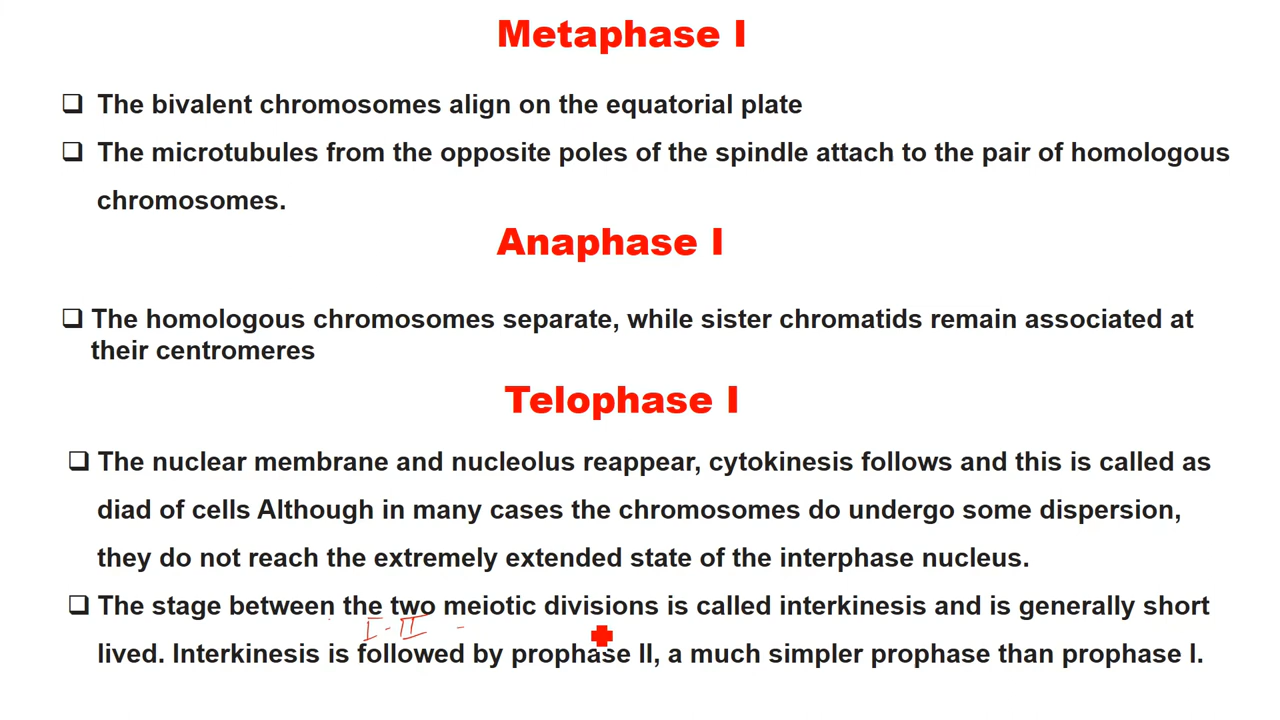 Metaphase I
The bivalent chromosomes align on the equatorial plate
The microtubules from the opposite poles of the spindle attach to the pair of homologous
chromosomes.
Anaphase I
The homologous chromosomes separate, while sister chromatids remain associated at
their centromeres
Telophase I
The nuclear membrane and nucleolus reappear, cytokinesis follows and this is called as
diad of cells Although in many cases the chromosomes do undergo some dispersion,
they do not reach the extremely extended state of the interphase nucleus.
The stage between the two meiotic divisions is called interkinesis and is generally short
I - II
lived. Interkinesis is followed by prophase II, a much simpler prophase than prophase I.